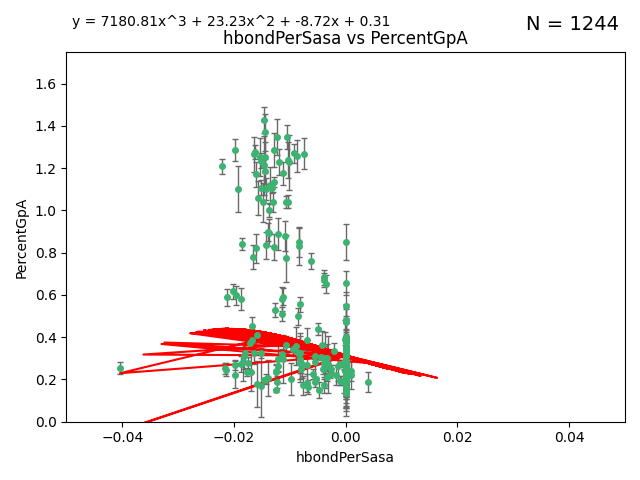 y = 7180.81x^3 + 23.23x^2 + -8.72x + 0.31
N = 1244
hbondPerSasa vs PercentGpA
PercentGpA
1.6
1.4
1.2
1.0
0.8
0.6
0.4
0.2
0.0
−0.04
−0.02
0.00
0.02
0.04
hbondPerSasa